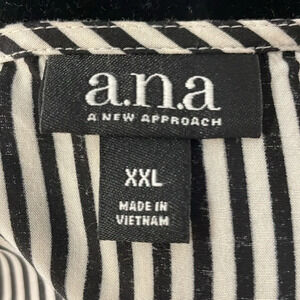 a.n.a
A NEW APPROACH
XXL
MADE IN
VIETNAM